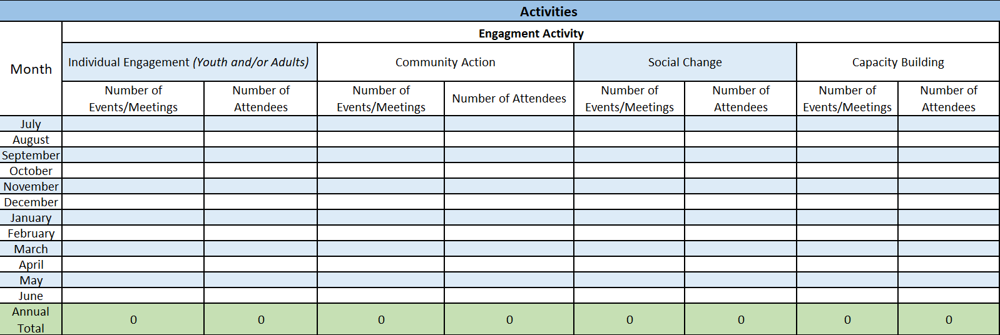 Activities
Engagment Activity
Month
Individual Engagement (Youth and/or Adults)
Community Action
Social Change
Capacity Building
Number of
Events/Meetings
Number of
Attendees
Number of
Events/Meetings
Number of Attendees
Number of
Events/Meetings
Number of
Attendees
Number of
Events/Meetings
Number of
Attendees
July
August
September
October
November
December
January
February
March
April
May
June
Annual
Total
0 0 0 0 0 0 0 0